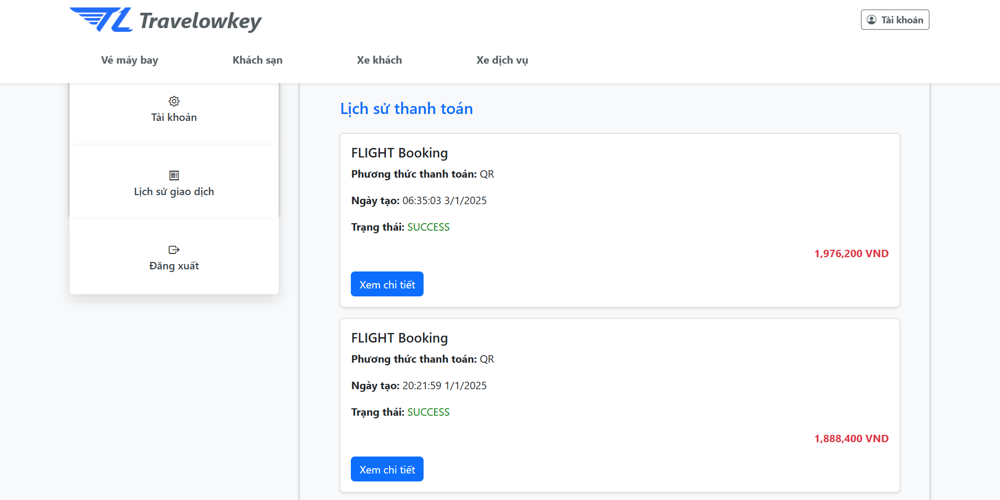 Travelowkey
Tài khoản
Vé máy bay
Khách sạn
Xe khách
Xe dịch vụ
Tài khoản
Lịch sử giao dịch
Đăng xuất
Lịch sử thanh toán
FLIGHT Booking
Phương thức thanh toán: QR
Ngày tạo: 06:35:03 3/1/2025
Trạng thái: SUCCESS
1,976,200 VND
Xem chi tiết
FLIGHT Booking
Phương thức thanh toán: QR
Ngày tạo: 20:21:59 1/1/2025
Trạng thái: SUCCESS
1,888,400 VND
Xem chi tiết